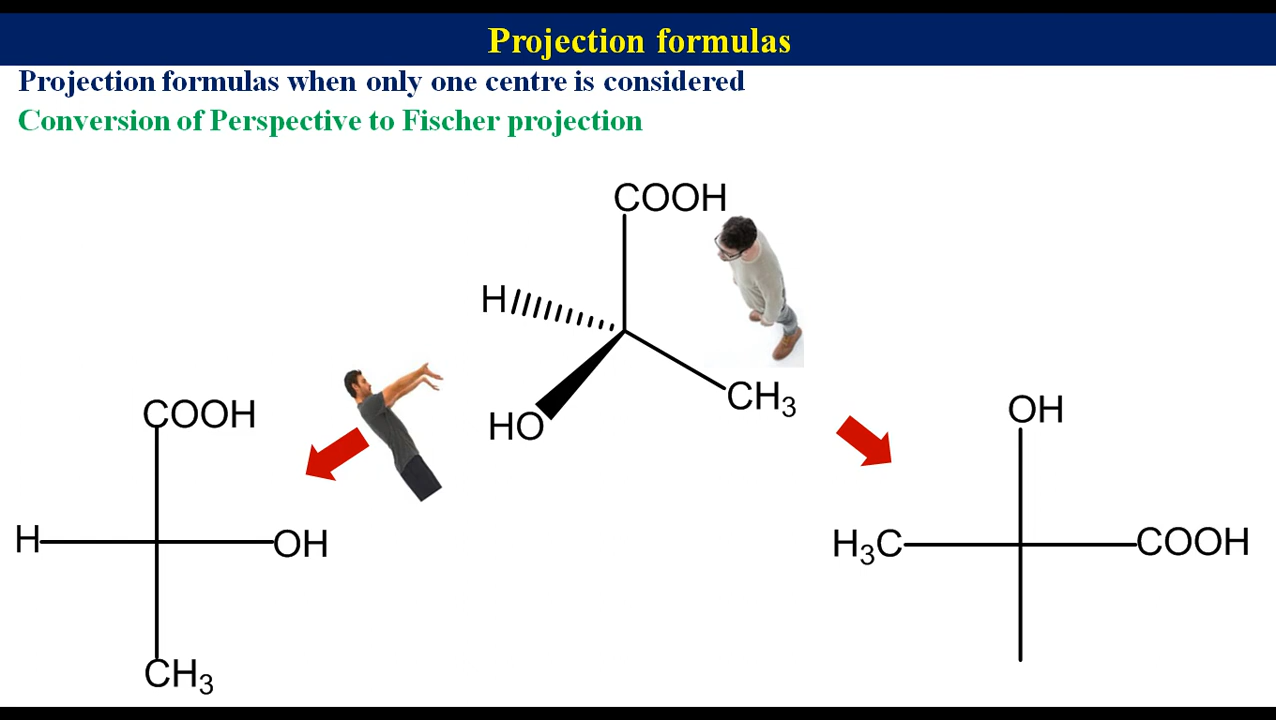 Projection formulas
Projection formulas when only one centre is considered
Conversion of Perspective to Fischer projection
COOH
H
HO
CH3
COOH
H
OH
CH3
OH
H3C
COOH